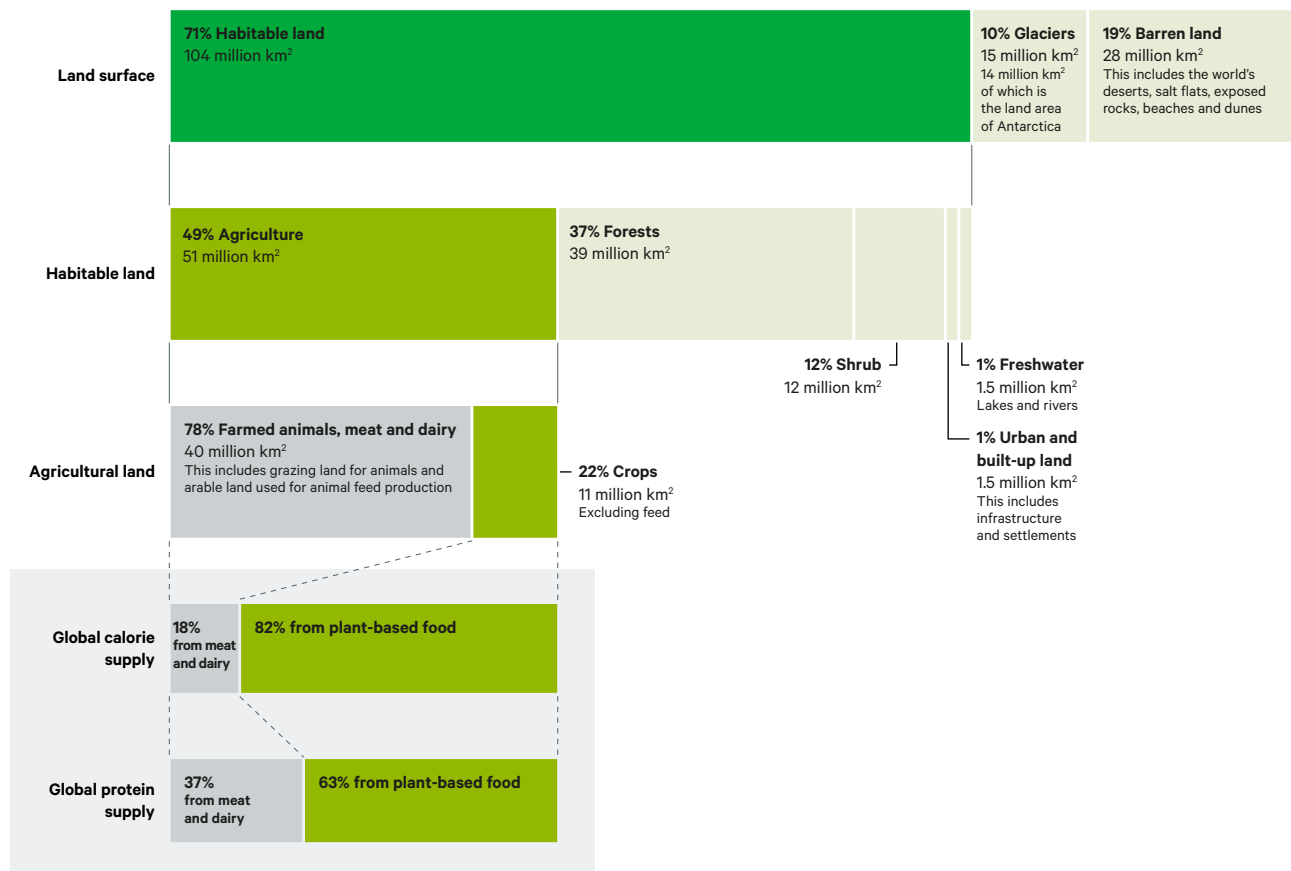 Land surface
71% Habitable land
104 million km²
10% Glaciers
15 million km²
14 million km²
of which is
the land area
of Antarctica
19% Barren land
28 million km²
This includes the world’s
deserts, salt flats, exposed
rocks, beaches and dunes
Habitable land
49% Agriculture
51 million km²
37% Forests
39 million km²
12% Shrub
12 million km²
1% Freshwater
1.5 million km²
Lakes and rivers
1% Urban and
built-up land
1.5 million km²
This includes
infrastructure
and settlements
Agricultural land
78% Farmed animals, meat and dairy
40 million km²
This includes grazing land for animals and
arable land used for animal feed production
22% Crops
11 million km²
Excluding feed
Global calorie
supply
18%
from meat
and dairy
82% from plant-based food
Global protein
supply
37%
from meat
and dairy
63% from plant-based food